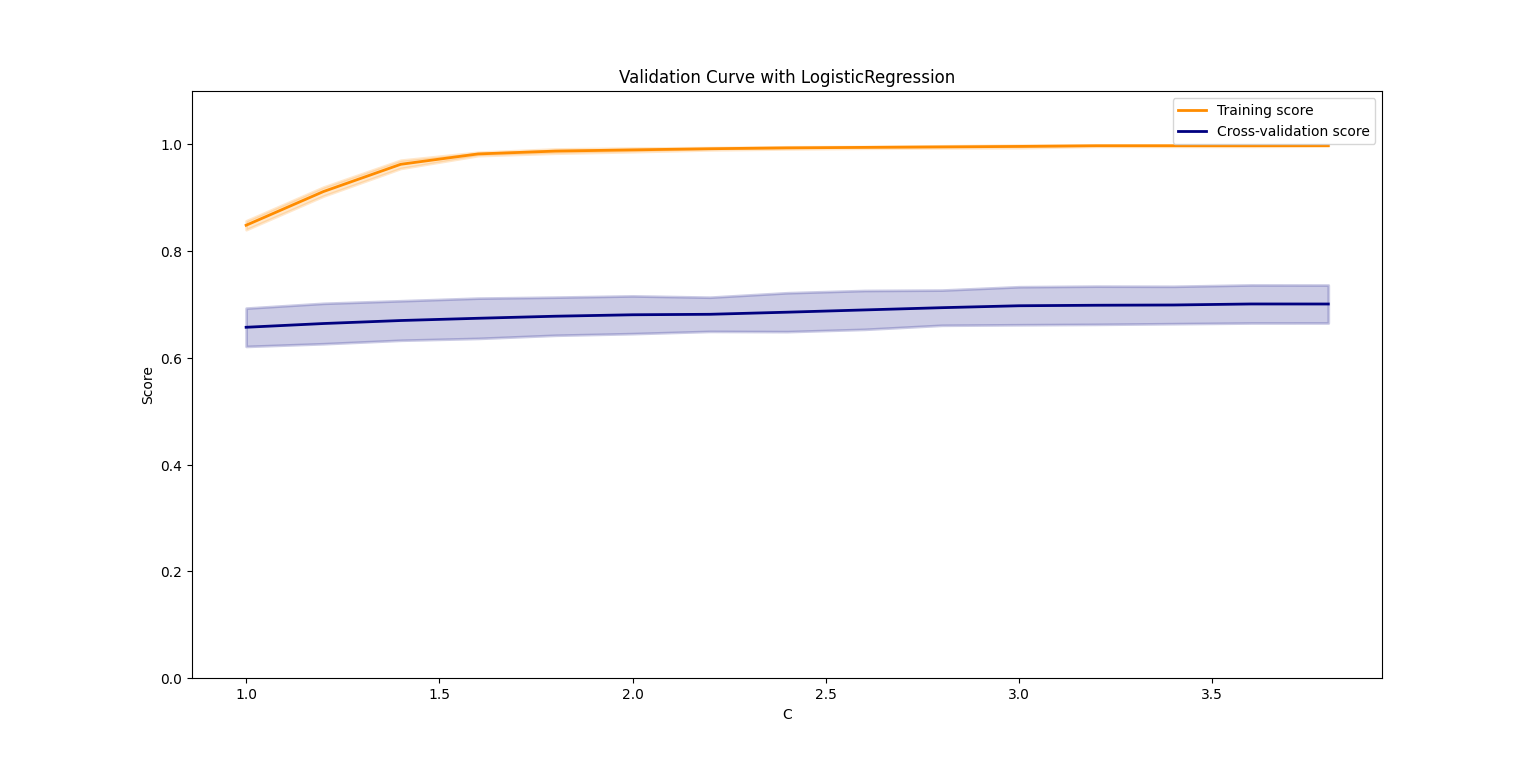 Validation Curve with LogisticRegression
Training score
Cross-validation score
1.0
0.8
0.6
0.4
0.2
0.0
Score
1.0 1.5 2.0 2.5 3.0 3.5
C